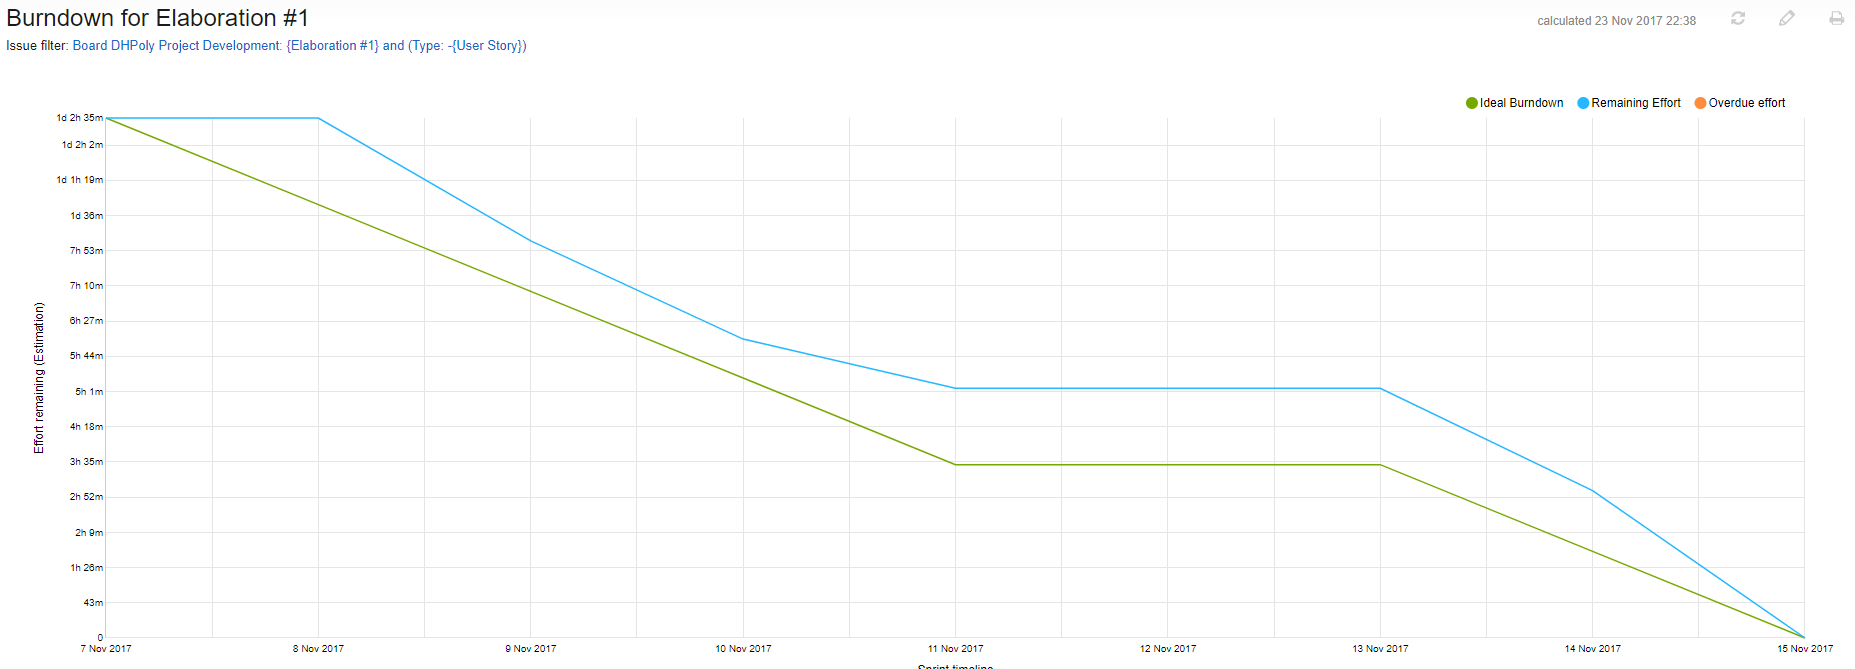 Burndown for Elaboration #1
calculated 23 Nov 2017 22:38
Issue filter: Board DHPoly Project Development: {Elaboration #1} and (Type: -{User Story})
Ideal Burndown Remaining Effort Overdue effort
1d 2h 35m
1d 2h 2m
1d 1h 19m
1d 36m
7h 53m
7h 10m
6h 27m
5h 44m
5h 1m
4h 18m
3h 35m
2h 52m
2h 9m
1h 26m
43m
0
Effort remaining (Estimation)
7 Nov 2017 8 Nov 2017 9 Nov 2017 10 Nov 2017 11 Nov 2017 12 Nov 2017 13 Nov 2017 14 Nov 2017 15 Nov 2017
Sprint timeline